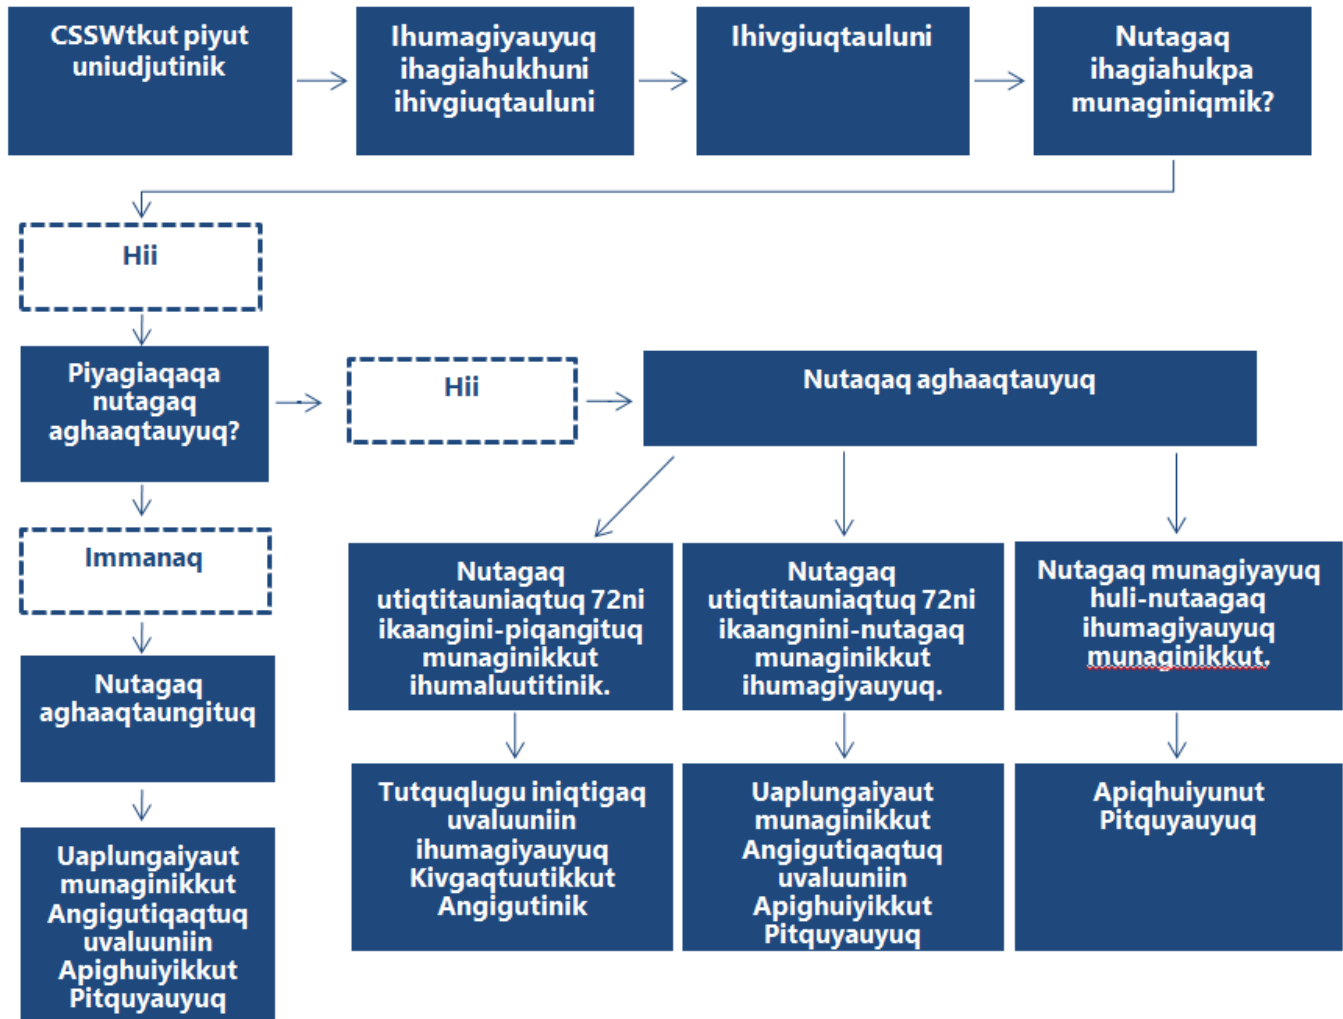 CSSWtkut piyut
uniudjutinik
Ihumagiyauyuq
ihagiahukhuni
ihivgiuqtauluni
Ihivgiuqtauluni
Nutagaq
ihagiahukpa
munaginiqmik?
Hii
Piyagiaqaqa
nutagaq
aghaaqtauyuq?
Hii
Nutaqaq aghaaqtauyuq
Immanaq
Nutagaq
aghaaqtaungituq
Uaplungaiyaut
munaginikkut
Angigutiqaqtuq
uvaluuniin
Apighuiyikkut
Pitquyauyuq
Nutagaq
utiqtitauniaqtuq 72ni
ikaangini-piqangituq
munaginikkut
ihumaluutitinik.
Nutagaq
utiqtitauniaqtuq 72ni
ikaangnini-nutagaq
munaginikkut
ihumagiyauyuq.
Nutagaq munagiyayuq
huli-nutaagaq
ihumagiyauyuq
munaginikkut.
Tutquqlugu iniqtigaq
uvaluuniin
ihumagiyauyuq
Kivgaqtuutikkut
Angigutinik
Uaplungaiyaut
munaginikkut
Angigutiqaqtuq
uvaluuniin
Apighuiyikkut
Pitquyauyuq
Apiqhuiyunut
Pitquyauyuq